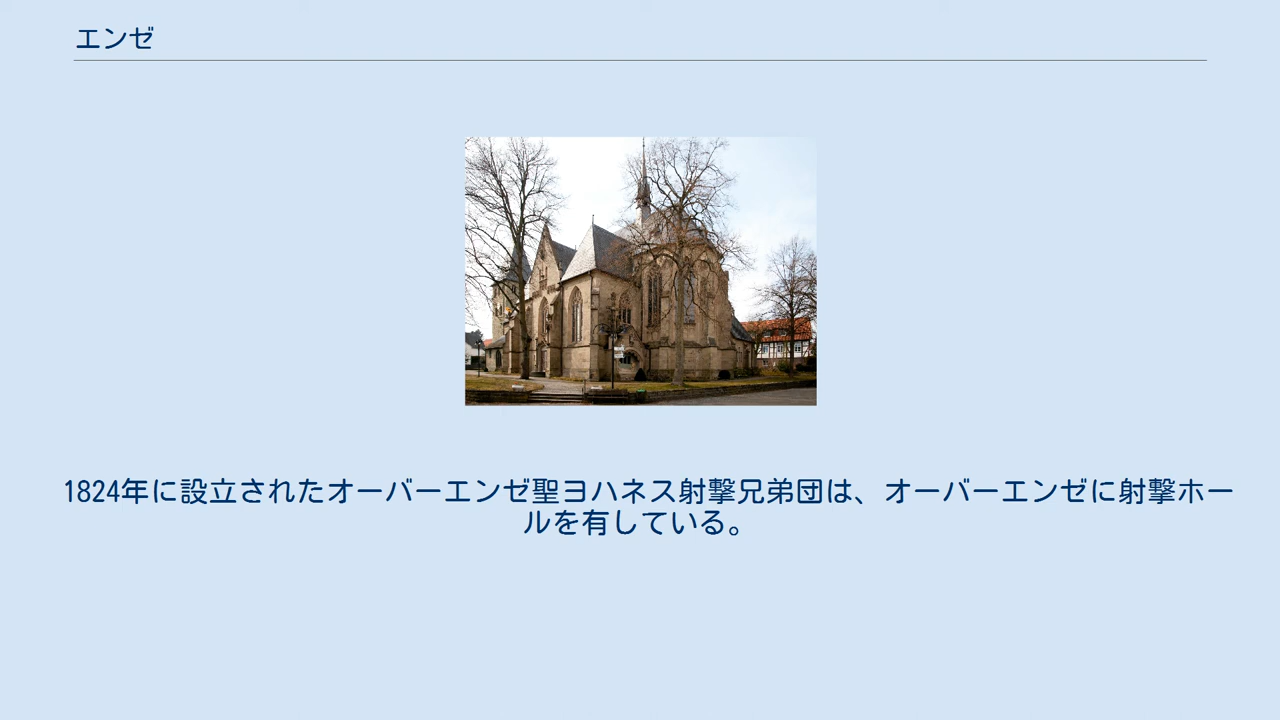 エンゼ
1824年に設立されたオーバーエンゼ聖ヨハネス射撃兄弟団は、オーバーエンゼに射撃ホー
ルを有している。